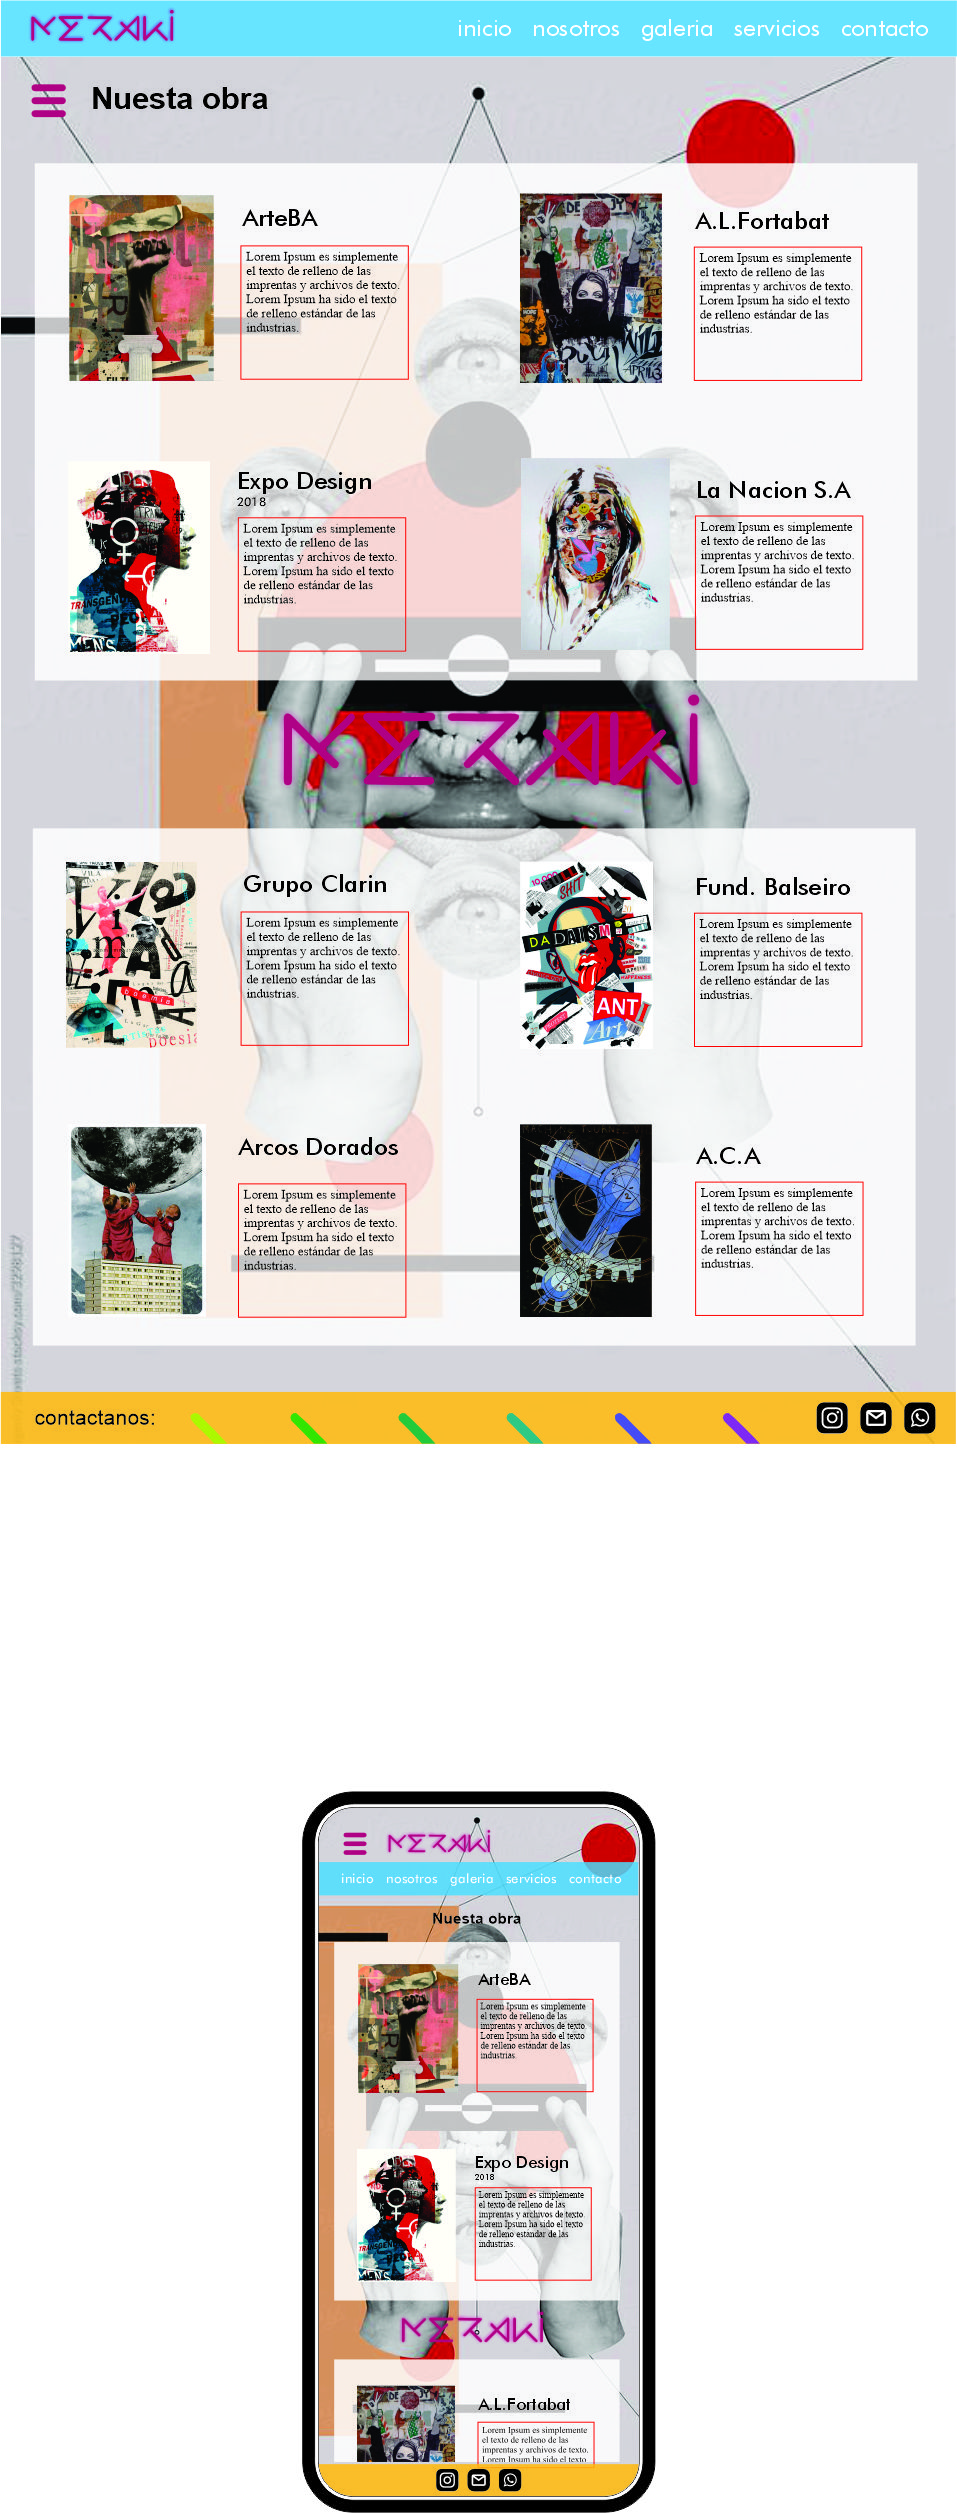 MERAKI
inicio nosotros galeria servicios contacto
Nuesta obra
ArteBA
Lorem Ipsum es simplemente
el texto de relleno de las
imprentas y archivos de texto.
Lorem Ipsum ha sido el texto
de relleno estándar de las
industrias.
A.L.Fortabat
Lorem Ipsum es simplemente
el texto de relleno de las
imprentas y archivos de texto.
Lorem Ipsum ha sido el texto
de relleno estándar de las
industrias.
Expo Design
2018
Lorem Ipsum es simplemente
el texto de relleno de las
imprentas y archivos de texto.
Lorem Ipsum ha sido el texto
de relleno estándar de las
industrias.
TRANSGEND
PEOPL
MENS
La Nacion S.A
Lorem Ipsum es simplemente
el texto de relleno de las
imprentas y archivos de texto.
Lorem Ipsum ha sido el texto
de relleno estándar de las
industrias.
MERAKI
Grupo Clarin
Lorem Ipsum es simplemente
el texto de relleno de las
imprentas y archivos de texto.
Lorem Ipsum ha sido el texto
de relleno estándar de las
industrias.
poemia
poesia
Fund. Balseiro
Lorem Ipsum es simplemente
el texto de relleno de las
imprentas y archivos de texto.
Lorem Ipsum ha sido el texto
de relleno estándar de las
industrias.
10,000
SHIT
DADAISM
HAPPINESS
ANTI
Art
Arcos Dorados
Lorem Ipsum es simplemente
el texto de relleno de las
imprentas y archivos de texto.
Lorem Ipsum ha sido el texto
de relleno estándar de las
industrias.
A.C.A
Lorem Ipsum es simplemente
el texto de relleno de las
imprentas y archivos de texto.
Lorem Ipsum ha sido el texto
de relleno estándar de las
industrias.
contactanos:
MERAKI
inicio nosotros galeria servicios contacto
Nuesta obra
ArteBA
Lorem Ipsum es simplemente
el texto de relleno de las
imprentas y archivos de texto.
Lorem Ipsum ha sido el texto
de relleno estándar de las
industrias.
Expo Design
2018
Lorem Ipsum es simplemente
el texto de relleno de las
imprentas y archivos de texto.
Lorem Ipsum ha sido el texto
de relleno estándar de las
industrias.
MERAKI
A.L.Fortabat
Lorem Ipsum es simplemente
el texto de relleno de las
imprentas y archivos de texto.
Lorem Ipsum ha sido el texto